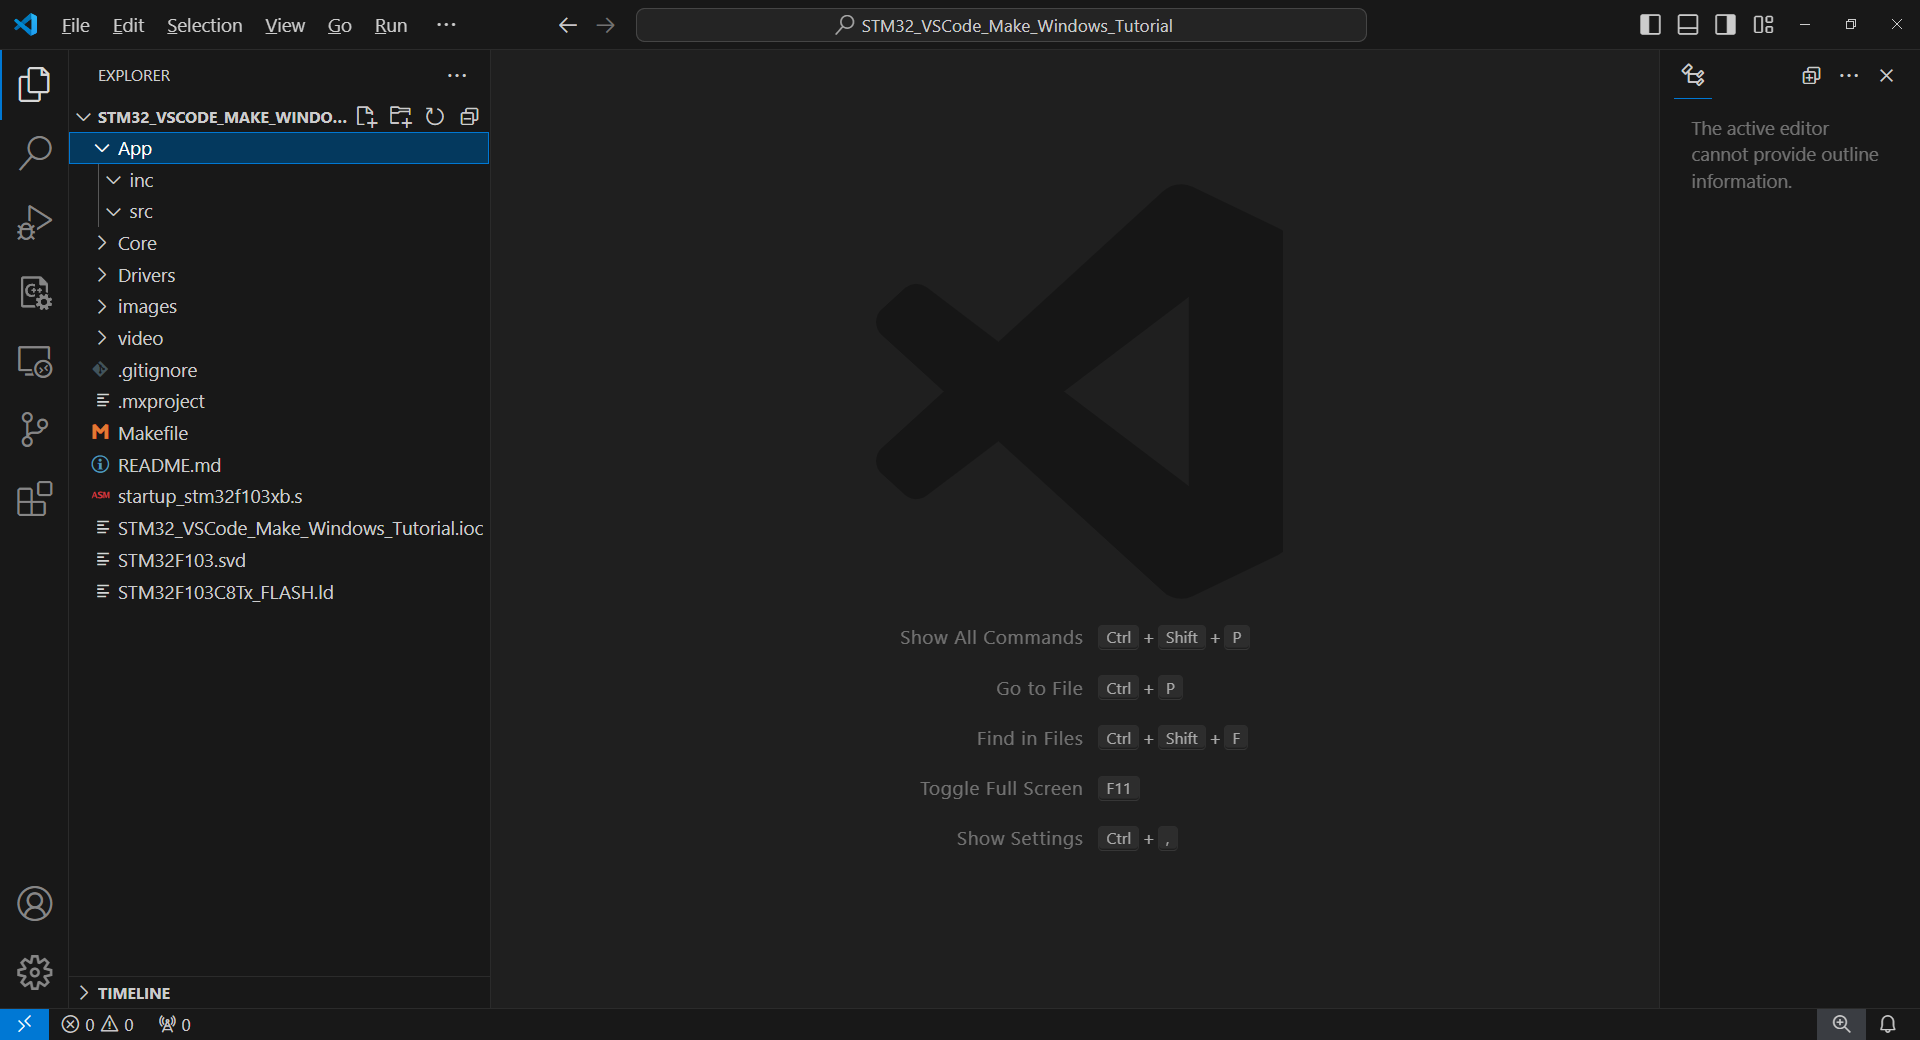 File Edit Selection View Go Run ··· STM32_VSCode_Make_Windows_Tutorial
EXPLORER
STM32_VSCODE_MAKE_WINDO...
App
inc
src
Core
Drivers
images
video
.gitignore
.mxproject
M Makefile
README.md
ASM startup_stm32f103xb.s
STM32_VSCode_Make_Windows_Tutorial.ioc
STM32F103.svd
STM32F103C8Tx_FLASH.ld
TIMELINE
Show All Commands Ctrl + Shift + P
Go to File Ctrl + P
Find in Files Ctrl + Shift + F
Toggle Full Screen F11
Show Settings Ctrl + ,
The active editor
cannot provide outline
information.
0 0 0